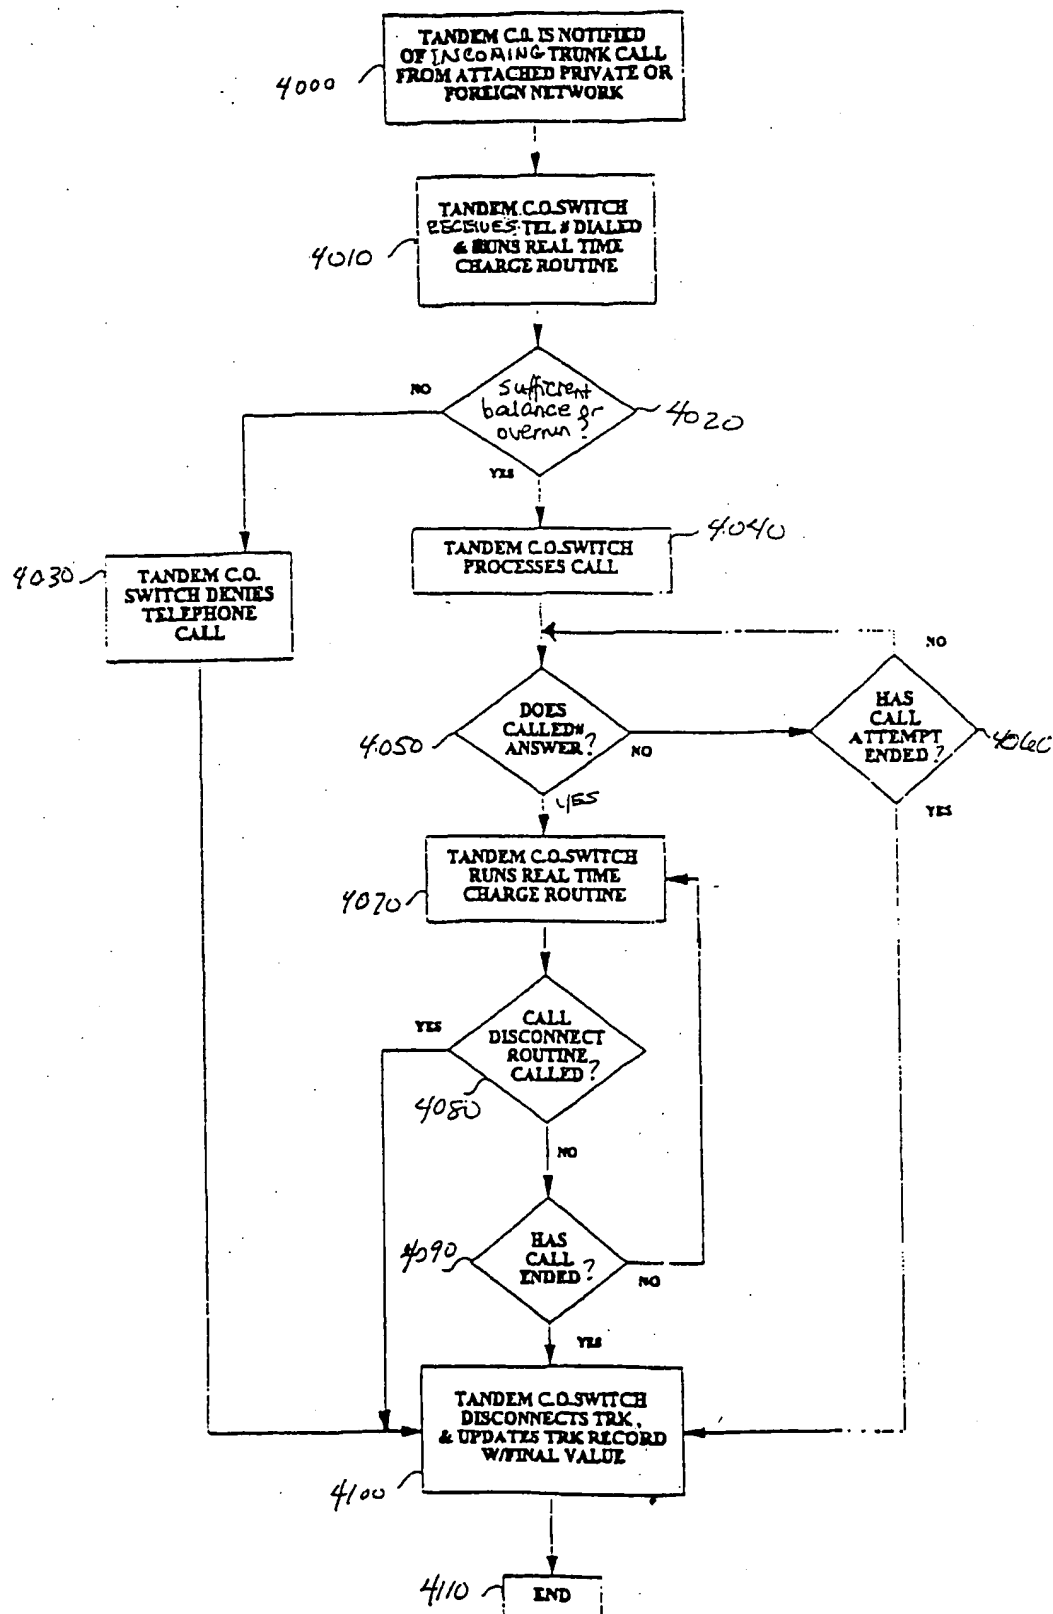 TANDEM C.O. IS NOTIFIED
OF INCOMING TRUNK CALL
FROM ATTACHED PRIVATE OR
FOREIGN NETWORK
4000
TANDEM C.O. SWITCH
RECEIVES TEL # DIALED
& RUNS REAL TIME
CHARGE ROUTINE
4010
NO
sufficient
balance or
overrun?
4020
YES
TANDEM C.O. SWITCH
PROCESSES CALL
4040
4030
TANDEM C.O.
SWITCH DENIES
TELEPHONE
CALL
NO
DOES
CALLED #
ANSWER?
4050
NO
HAS
CALL
ATTEMPT
ENDED?
4060
YES
YES
TANDEM C.O. SWITCH
RUNS REAL TIME
CHARGE ROUTINE
4070
YES
CALL
DISCONNECT
ROUTINE
CALLED?
4080
NO
HAS
CALL
ENDED?
4090
NO
YES
TANDEM C.O. SWITCH
DISCONNECTS TRK,
& UPDATES TRK RECORD
W/FINAL VALUE
4100
4110
END